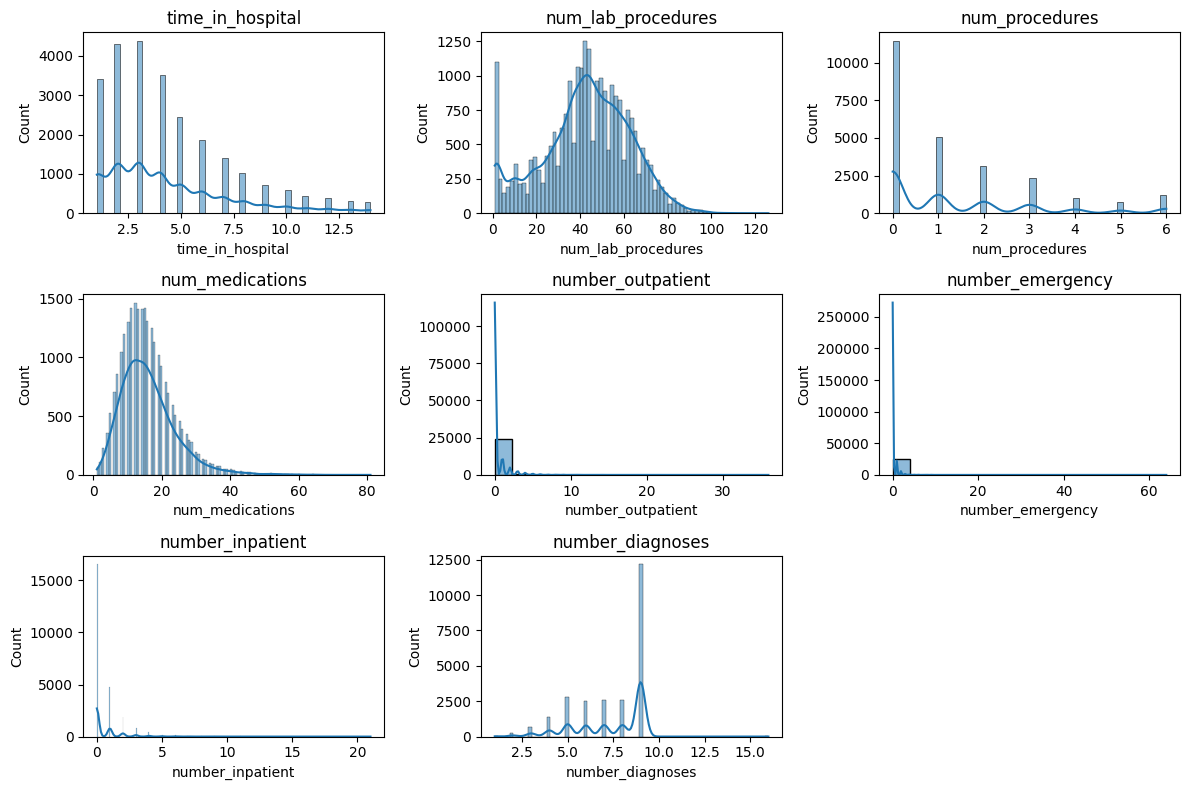 time_in_hospital
4000
3000
2000
1000
0
Count
2.5 5.0 7.5 10.0 12.5
time_in_hospital
num_lab_procedures
1250
1000
750
500
250
0
Count
0 20 40 60 80 100 120
num_lab_procedures
num_procedures
10000
7500
5000
2500
0
Count
0 1 2 3 4 5 6
num_procedures
num_medications
1500
1000
500
0
Count
0 20 40 60 80
num_medications
number_outpatient
100000
75000
50000
25000
0
Count
0 10 20 30
number_outpatient
number_emergency
250000
200000
150000
100000
50000
0
Count
0 20 40 60
number_emergency
number_inpatient
15000
10000
5000
0
Count
0 5 10 15 20
number_inpatient
number_diagnoses
12500
10000
7500
5000
2500
0
Count
2.5 5.0 7.5 10.0 12.5 15.0
number_diagnoses